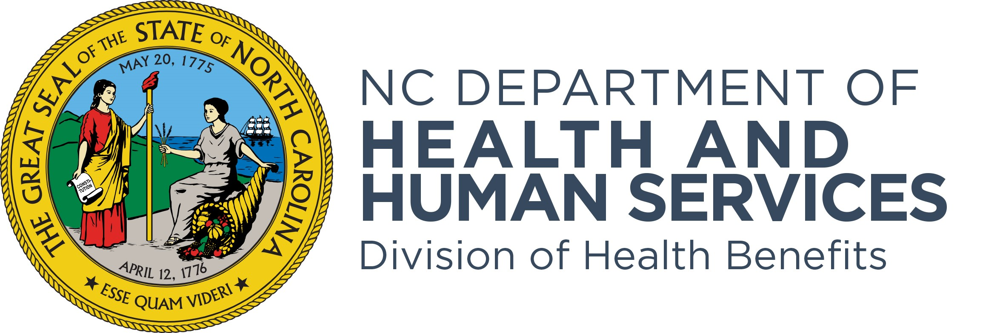 THE GREAT SEAL OF THE STATE OF NORTH CAROLINA
MAY 20, 1775
CONSTI-
TUTION
APRIL 12, 1776
★ ESSE QUAM VIDERI ★
NC DEPARTMENT OF
HEALTH AND
HUMAN SERVICES
Division of Health Benefits